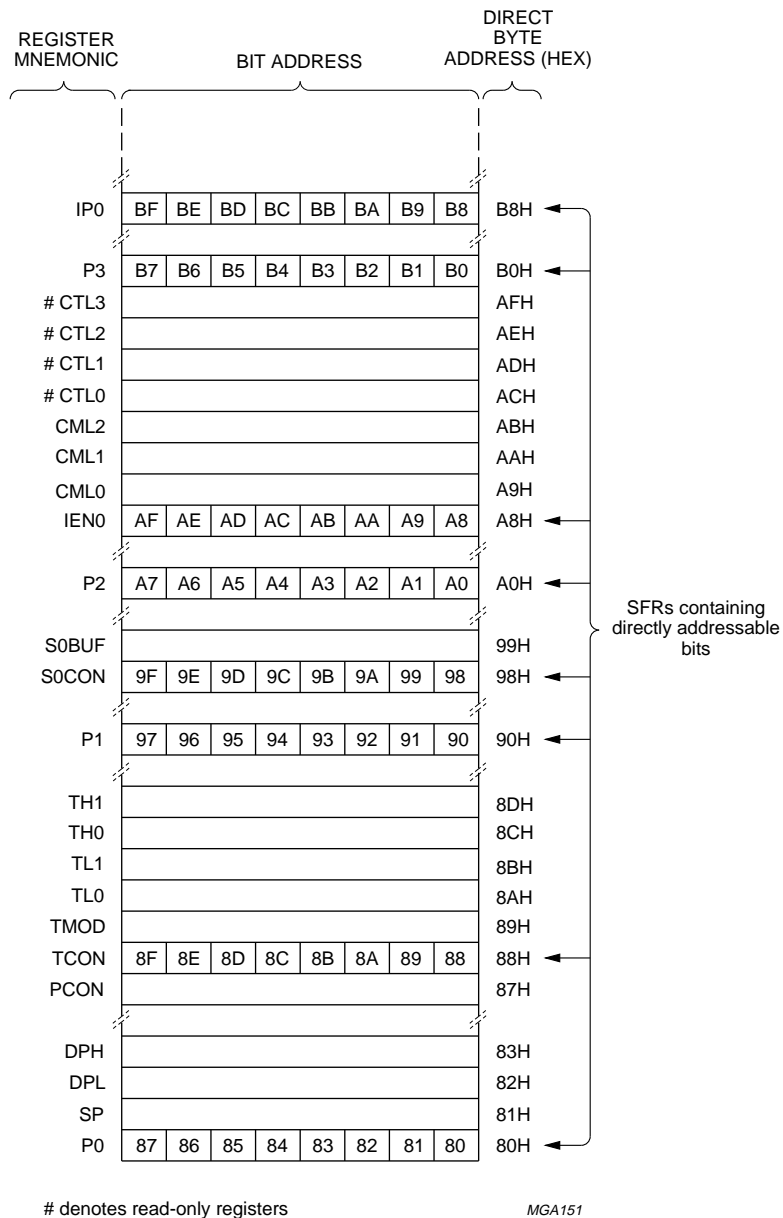 REGISTER
MNEMONIC
BIT ADDRESS
DIRECT
BYTE
ADDRESS (HEX)
IP0 BF BE BD BC BB BA B9 B8 B8H
P3 B7 B6 B5 B4 B3 B2 B1 B0 B0H
# CTL3 AFH
# CTL2 AEH
# CTL1 ADH
# CTL0 ACH
CML2 ABH
CML1 AAH
CML0 A9H
IEN0 AF AE AD AC AB AA A9 A8 A8H
P2 A7 A6 A5 A4 A3 A2 A1 A0 A0H
SFRs containing
directly addressable
bits
S0BUF 99H
S0CON 9F 9E 9D 9C 9B 9A 99 98 98H
P1 97 96 95 94 93 92 91 90 90H
TH1 8DH
TH0 8CH
TL1 8BH
TL0 8AH
TMOD 89H
TCON 8F 8E 8D 8C 8B 8A 89 88 88H
PCON 87H
DPH 83H
DPL 82H
SP 81H
P0 87 86 85 84 83 82 81 80 80H
# denotes read-only registers
MGA151